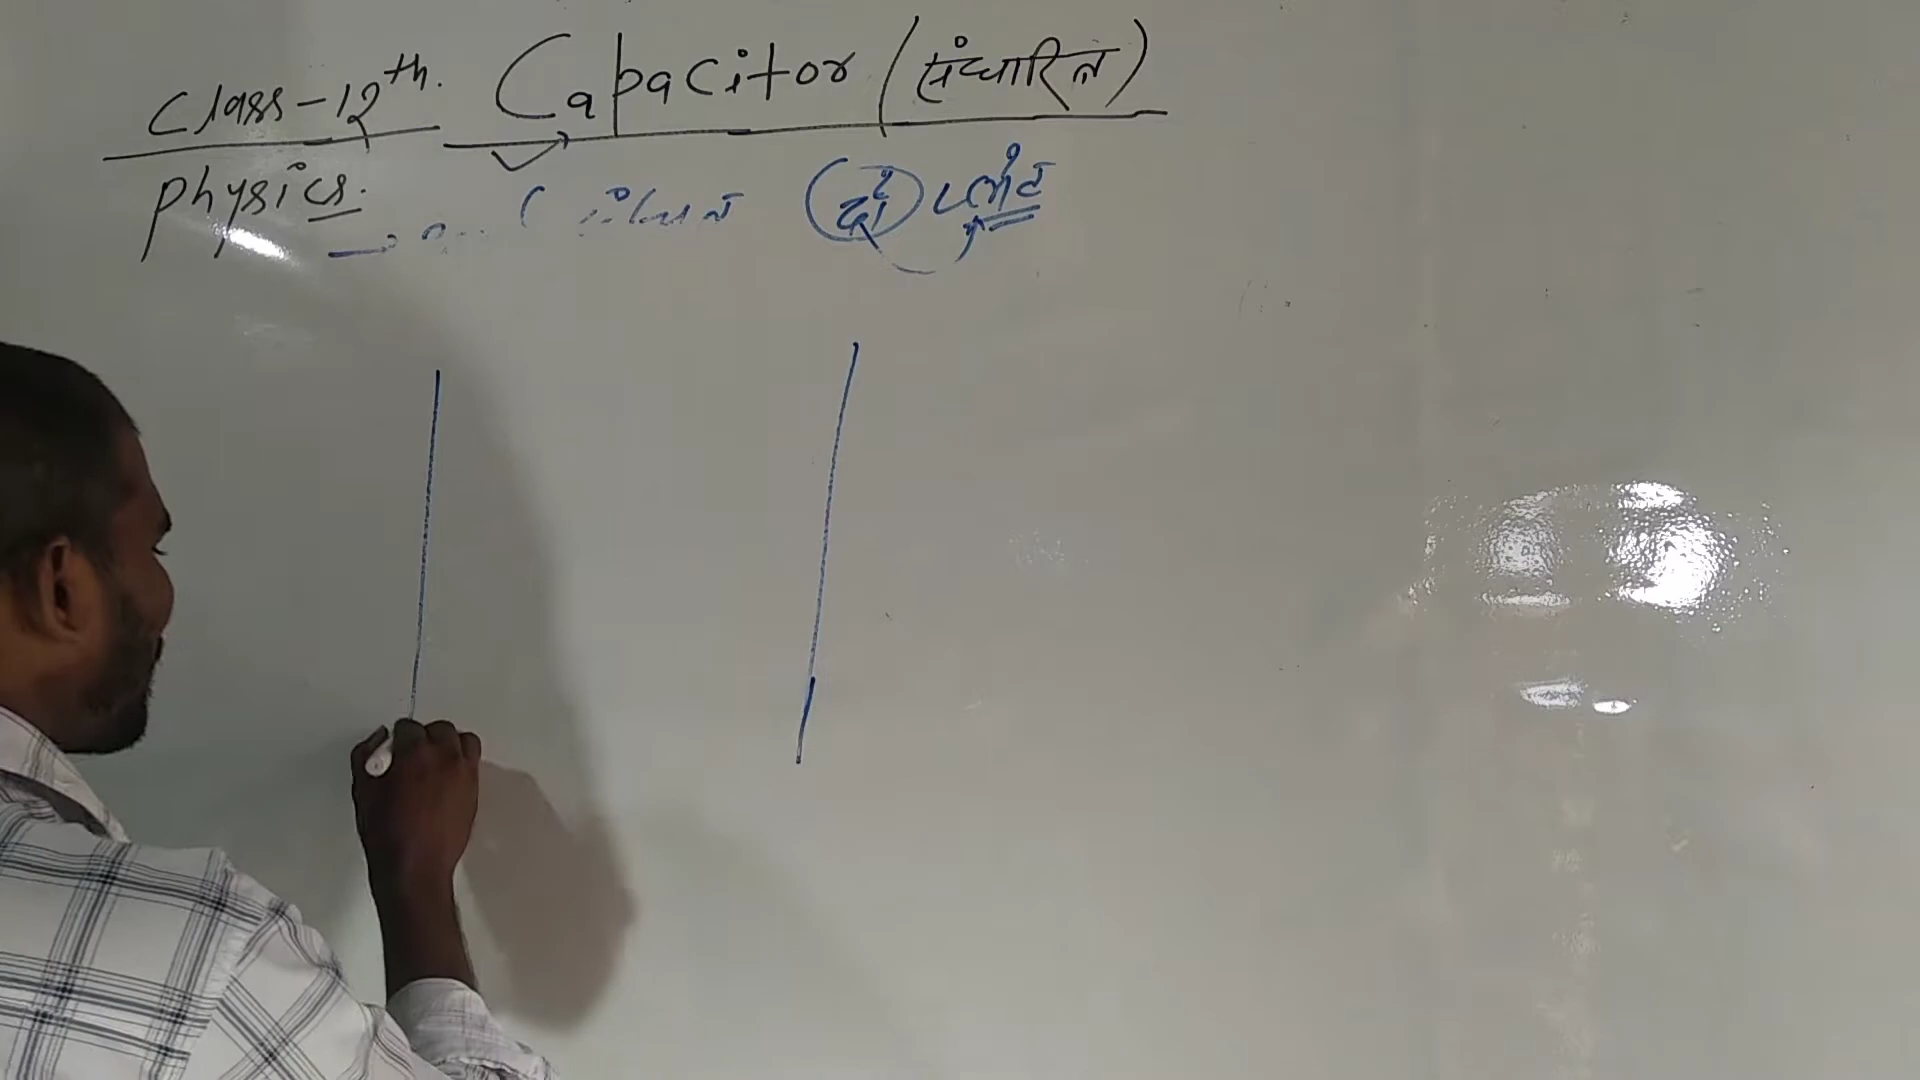 Class-12th. Capacitor (संधारित्र)
Physics.
दो प्लेट